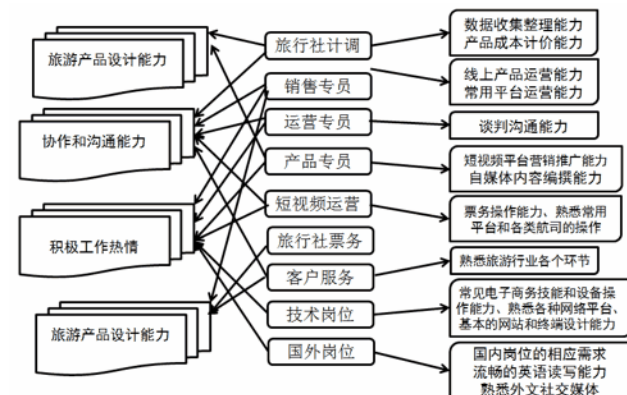 旅游产品设计能力
协作和沟通能力
积极工作热情
旅游产品设计能力
旅行社计调
销售专员
运营专员
产品专员
短视频运营
旅行社票务
客户服务
技术岗位
国外岗位
数据收集整理能力
产品成本计价能力
线上产品运营能力
常用平台运营能力
谈判沟通能力
短视频平台营销推广能力
自媒体内容编撰能力
票务操作能力、熟悉常用
平台和各类航司的操作
熟悉旅游行业各个环节
常见电子商务技能和设备操
作能力、熟悉各种网络平台、
基本的网站和终端设计能力
国内岗位的相应需求
流畅的英语读写能力
熟悉外文社交媒体